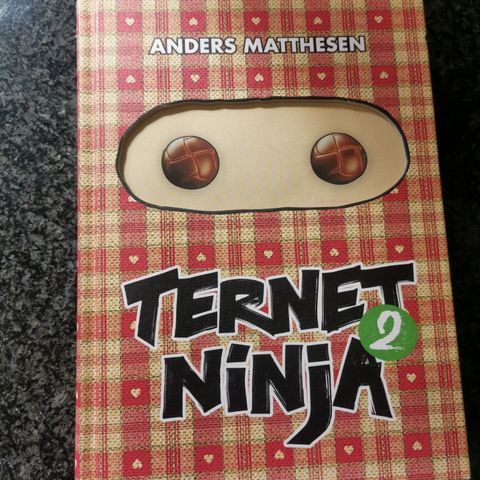 ANDERS MATTHESEN
TERNET
NINJA
2